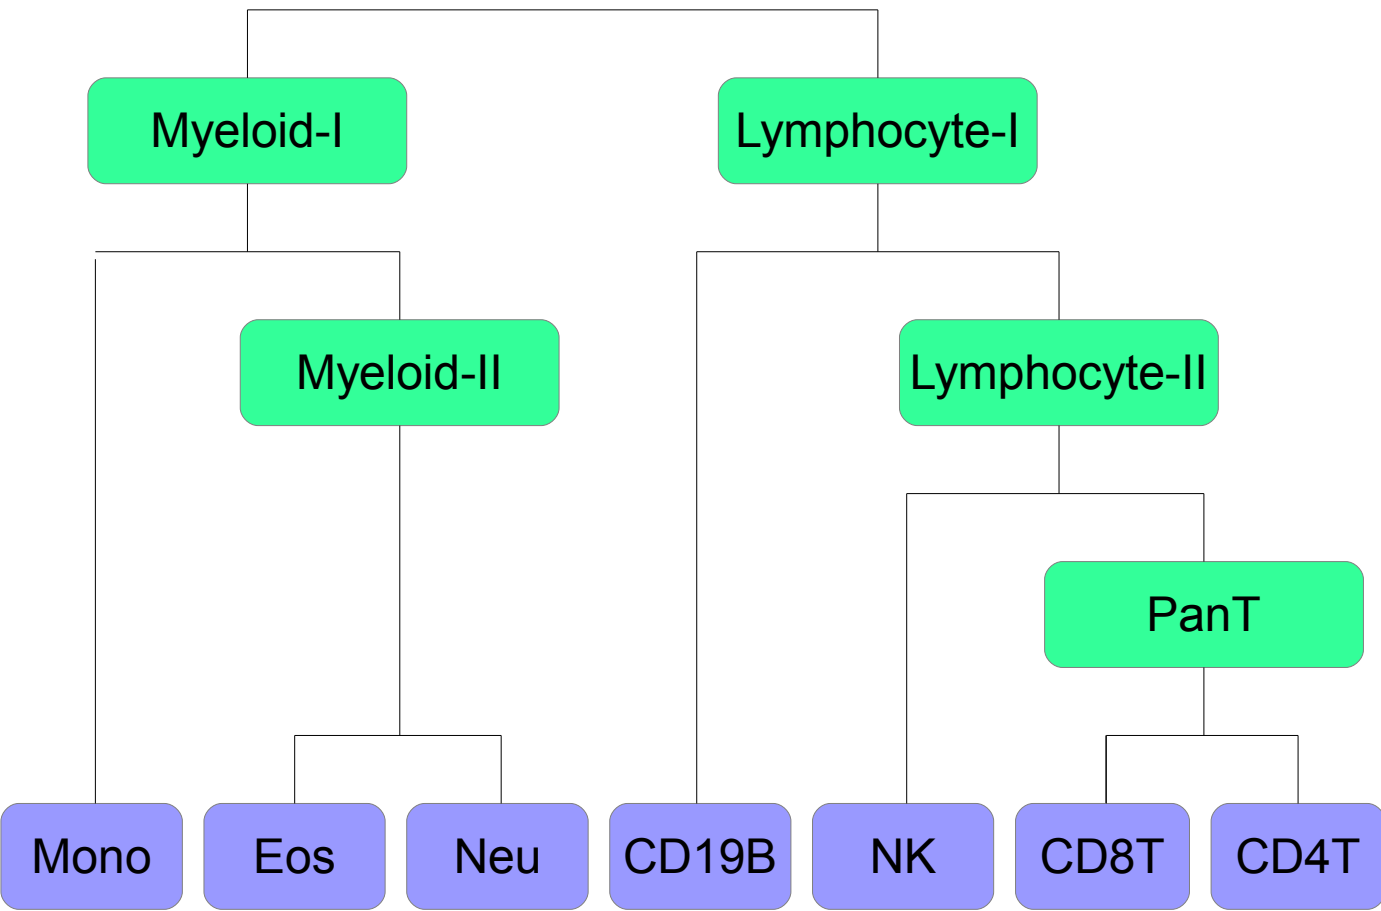 Myeloid-I
Lymphocyte-I
Myeloid-II
Lymphocyte-II
PanT
Mono
Eos
Neu
CD19B
NK
CD8T
CD4T